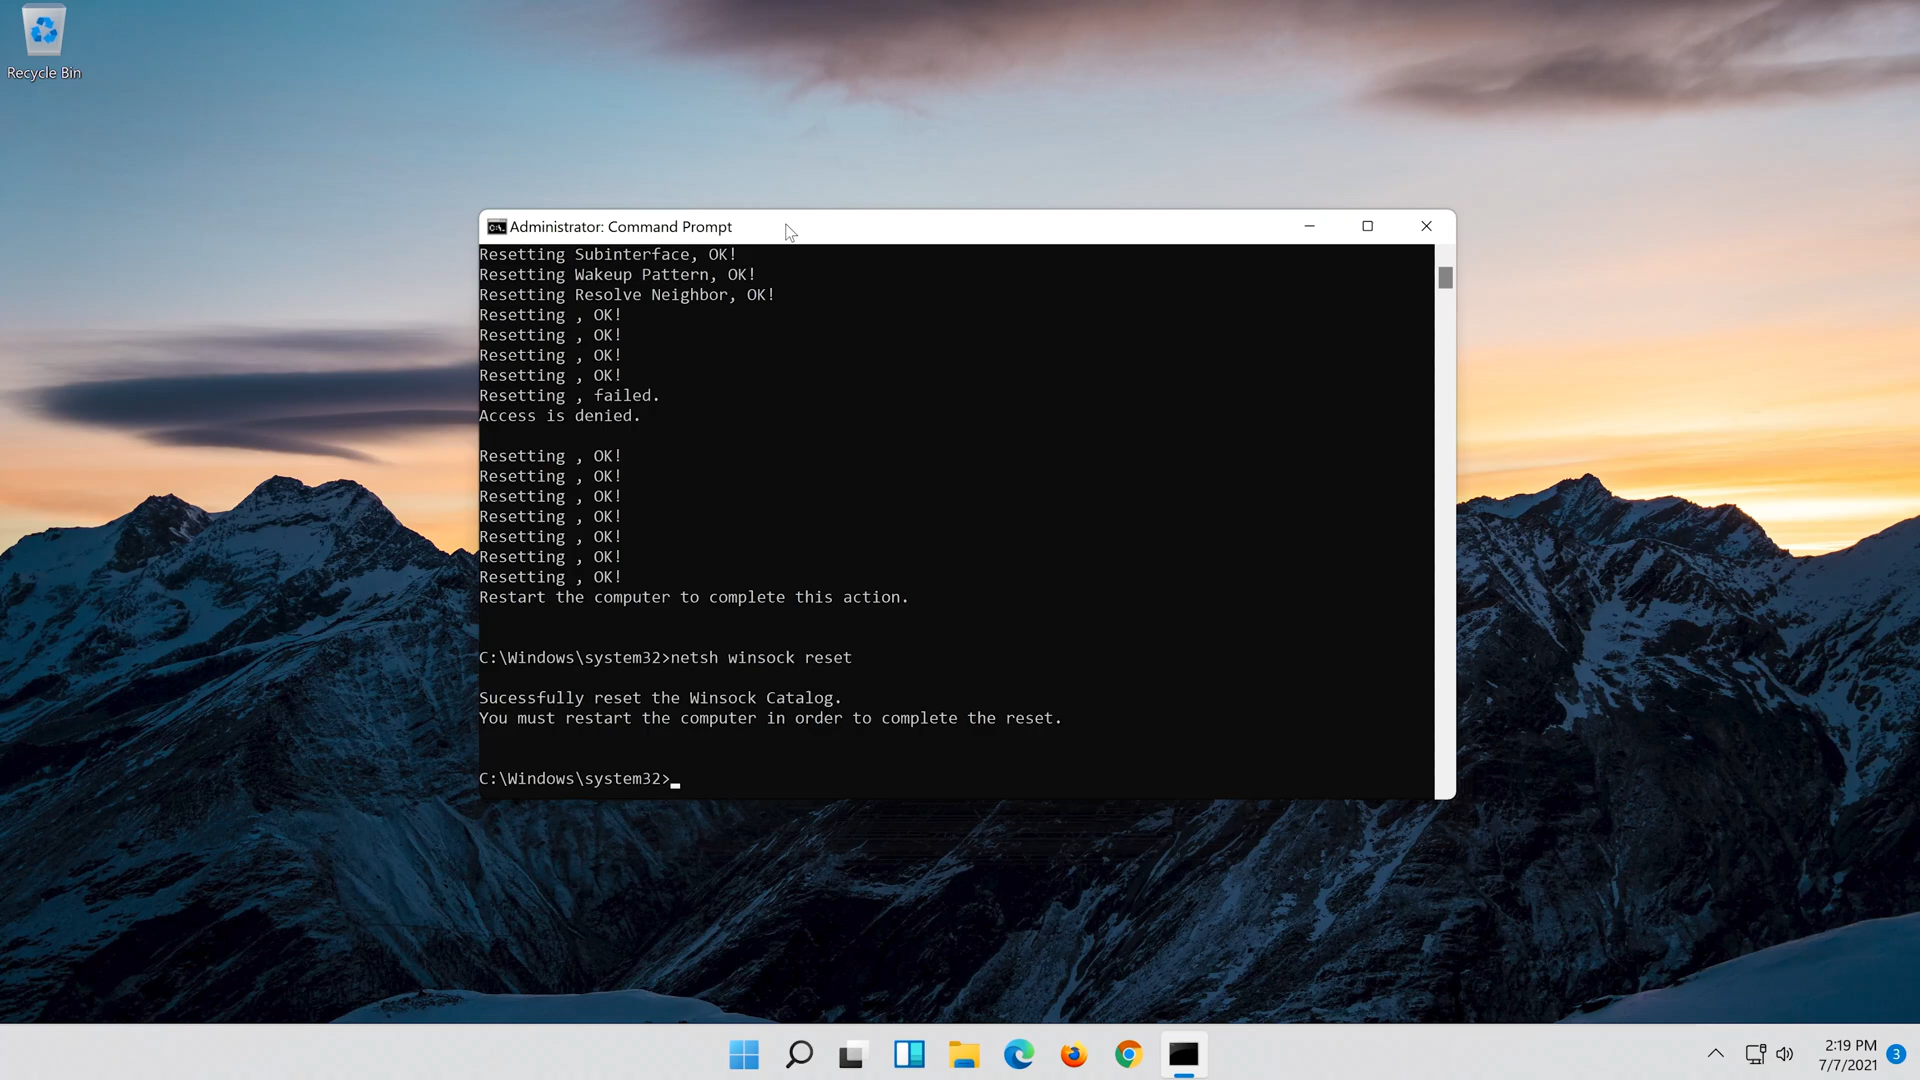 Recycle Bin
Administrator: Command Prompt
Resetting Subinterface, OK!
Resetting Wakeup Pattern, OK!
Resetting Resolve Neighbor, OK!
Resetting , OK!
Resetting , OK!
Resetting , OK!
Resetting , OK!
Resetting , failed.
Access is denied.
Resetting , OK!
Resetting , OK!
Resetting , OK!
Resetting , OK!
Resetting , OK!
Resetting , OK!
Resetting , OK!
Restart the computer to complete this action.
C:\Windows\system32>netsh winsock reset
Sucessfully reset the Winsock Catalog.
You must restart the computer in order to complete the reset.
C:\Windows\system32>
2:19 PM
7/7/2021
3